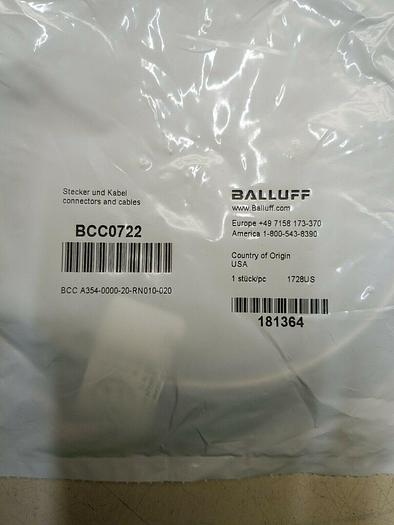 Stecker und Kabel
connectors and cables
BCC0722
BCC A354-0000-20-RN010-020
BALLUFF
www.Balluff.com
Europe +49 7158 173-370
America 1-800-543-8390
Country of Origin
USA
1 stück/pc 1728US
181364